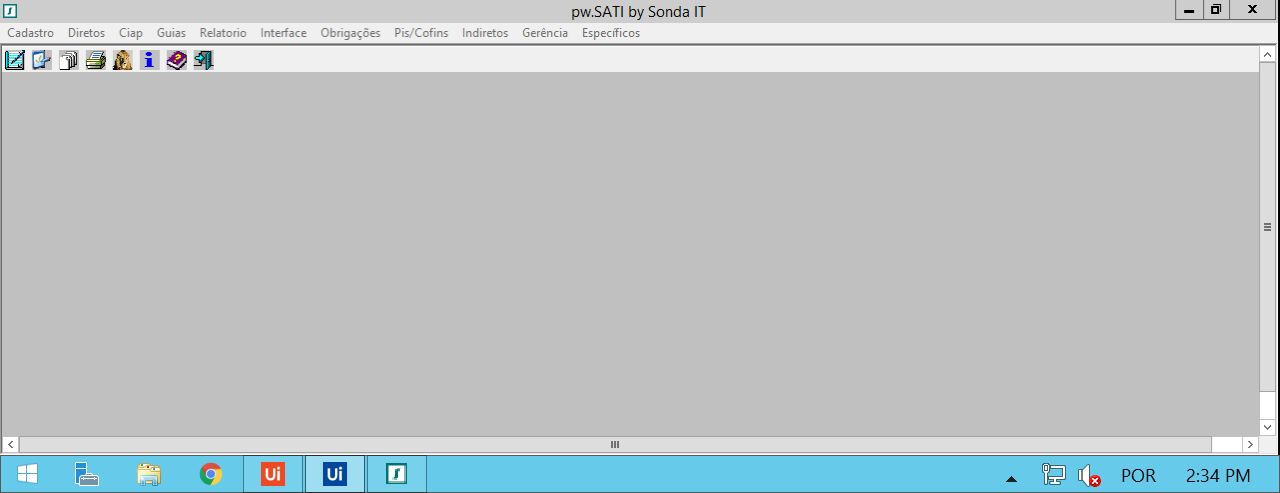 pw.SATI by Sonda IT
Cadastro Diretos Ciap Guias Relatorio Interface Obrigações Pis/Cofins Indiretos Gerência Específicos
Ui Ui POR 2:34 PM